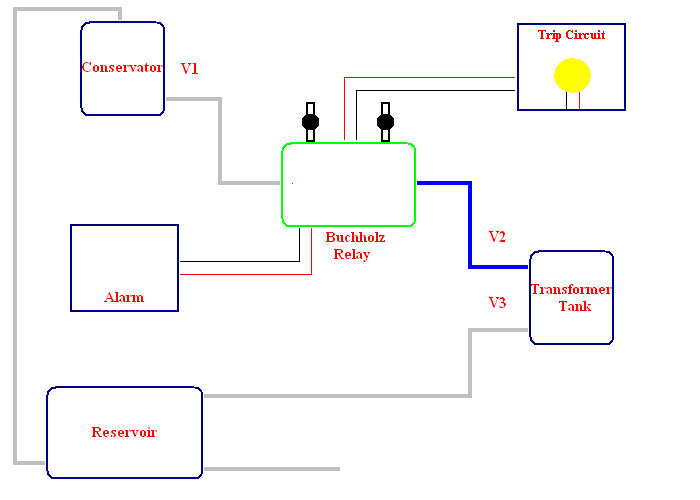 Trip Circuit
Conservator
V1
Buchholz
Relay
V2
Transformer
Tank
Alarm
V3
Reservoir